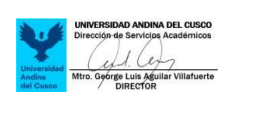 UNIVERSIDAD ANDINA DEL CUSCO
Dirección de Servicios Académicos
Universidad
Andina
del Cusco
Mtro. George Luis Aguilar Villafuerte
DIRECTOR